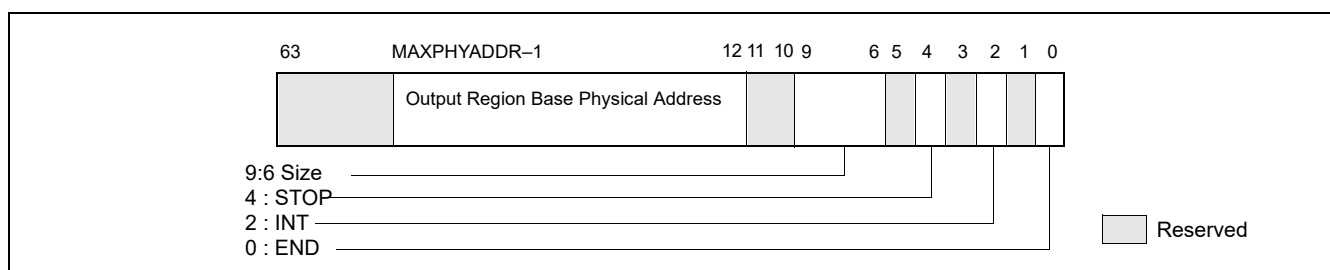 63 MAXPHYADDR–1 12 11 10 9 6 5 4 3 2 1 0
Output Region Base Physical Address
9:6 Size
4 : STOP
2 : INT
0 : END
Reserved